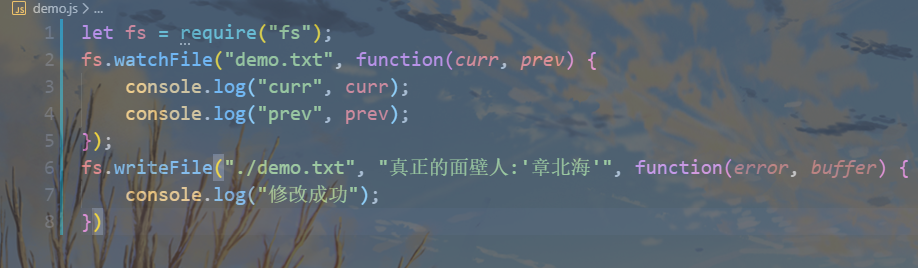 JS demo.js > ...
1 let fs = require("fs");
2 fs.watchFile("demo.txt", function(curr, prev) {
3 console.log("curr", curr);
4 console.log("prev", prev);
5 });
6 fs.writeFile("./demo.txt", "真正的面壁人:'章北海'", function(error, buffer) {
7 console.log("修改成功");
8 })